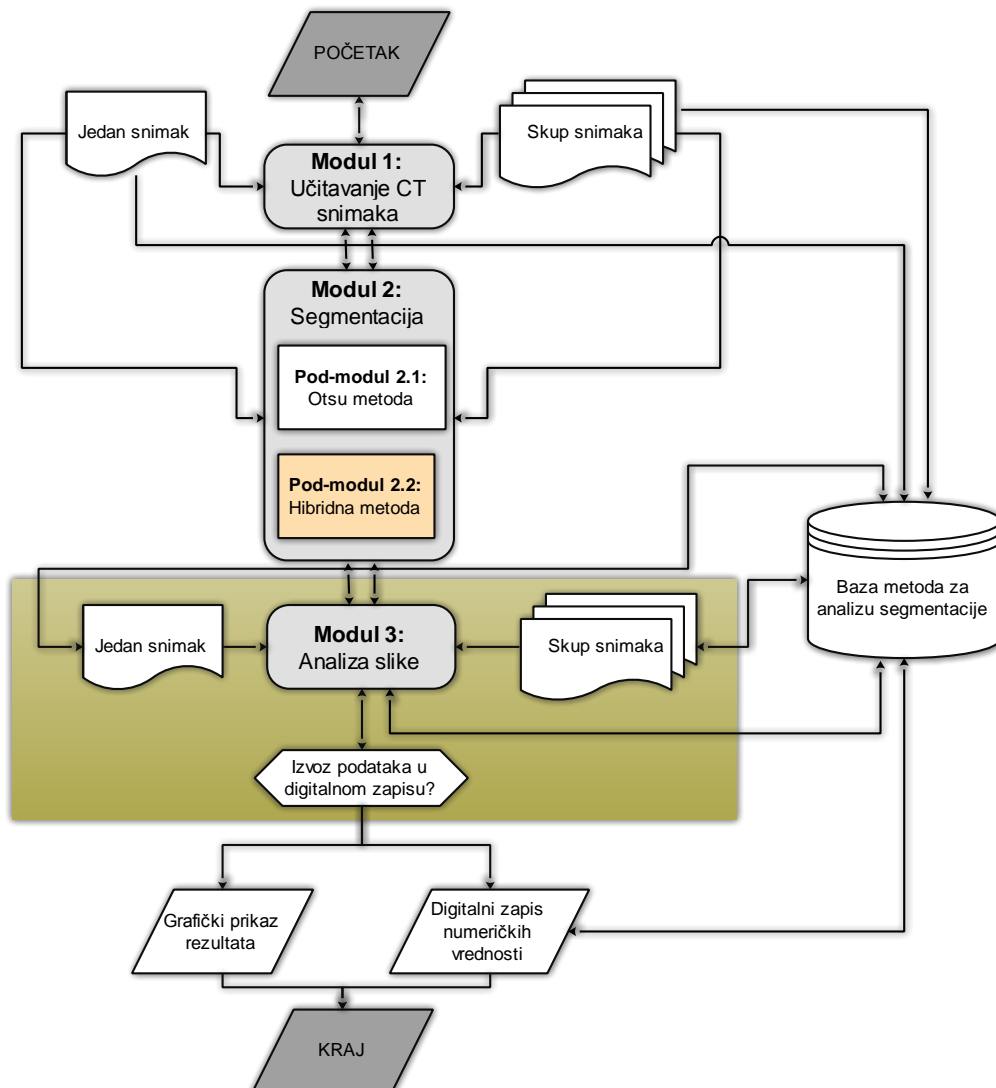 POČETAK
Jedan snimak
Skup snimaka
Modul 1:
Učitavanje CT
snimaka
Modul 2:
Segmentacija
Pod-modul 2.1:
Otsu metoda
Pod-modul 2.2:
Hibridna metoda
Baza metoda za
analizu segmentacije
Jedan snimak
Modul 3:
Analiza slike
Skup snimaka
Izvoz podataka u
digitalnom zapisu?
Grafički prikaz
rezultata
Digitalni zapis
numeričkih
vrednosti
KRAJ